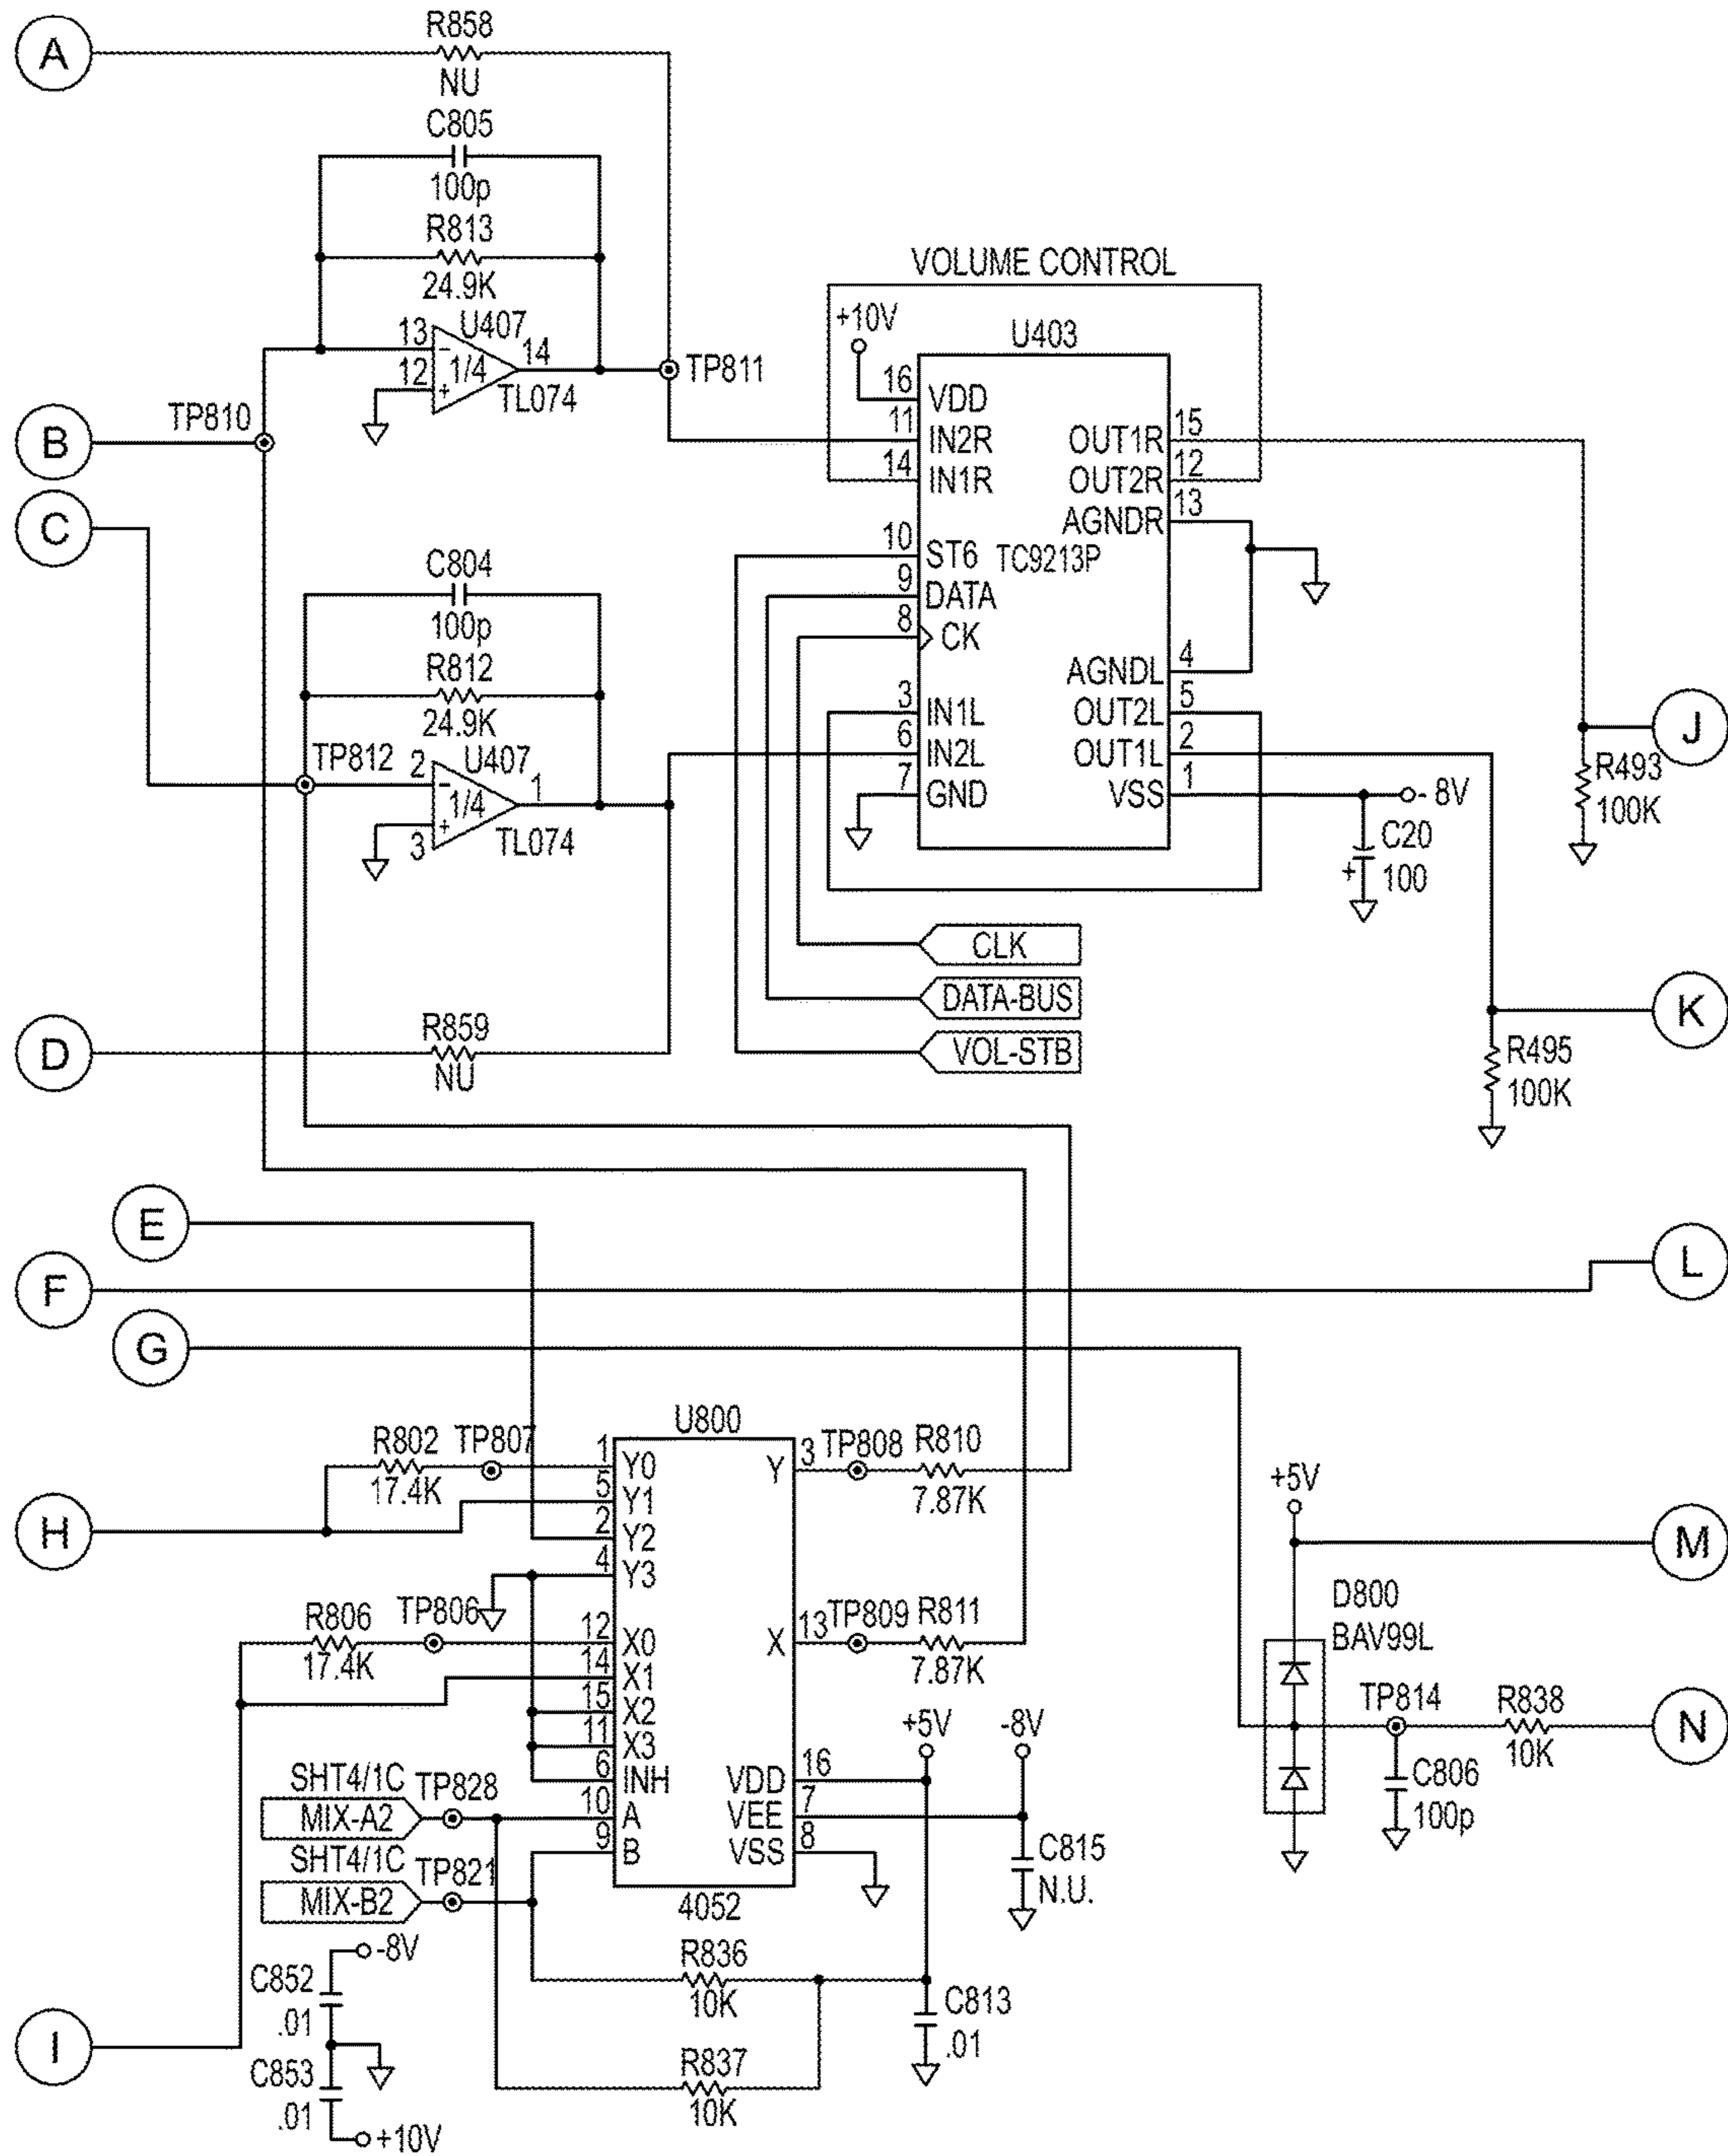 A
R858
NU
C805
100p
R813
24.9K
VOLUME CONTROL
+10V
U403
13
U407
14
12
1/4
-
+
TL074
TP811
16
VDD
11
IN2R
OUT1R
15
14
IN1R
OUT2R
12
AGNDR
13
TP810
B
C
10
ST6
TC9213P
9
DATA
8
CK
C804
100p
R812
24.9K
AGNDL
4
3
IN1L
OUT2L
5
6
IN2L
OUT1L
2
7
GND
VSS
1
- 8V
J
R493
100K
TP812
2
U407
1
1/4
-
+
3
TL074
C20
100
+
CLK
DATA-BUS
VOL-STB
K
D
R859
NU
R495
100K
E
F
L
G
U800
R802
TP807
1
Y0
17.4K
5
Y1
2
Y2
4
Y3
Y
3
TP808
R810
7.87K
H
+5V
M
R806
TP806
12
X0
17.4K
14
X1
15
X2
11
X3
6
INH
X
13
TP809
R811
7.87K
D800
BAV99L
TP814
R838
10K
N
C806
100p
+5V
-8V
SHT4/1C
TP828
MIX-A2
10
A
SHT4/1C
TP821
MIX-B2
9
B
VDD
16
VEE
7
VSS
8
C815
N.U.
4052
-8V
C852
.01
R836
10K
C813
.01
I
C853
.01
+10V
R837
10K